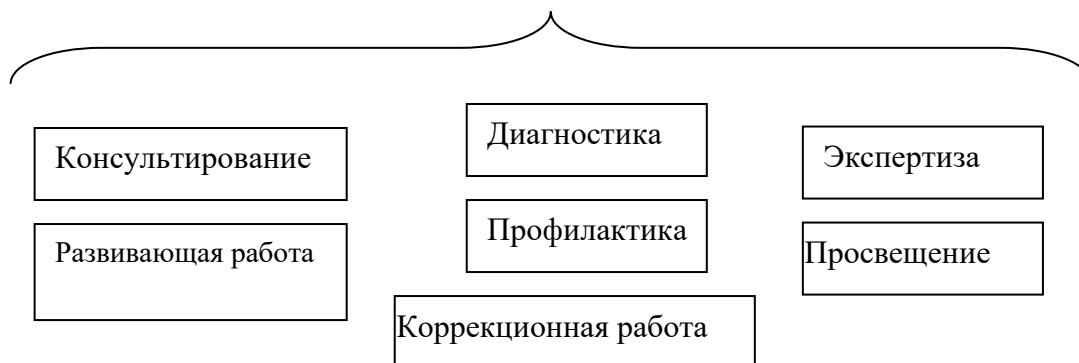 Консультирование
Диагностика
Экспертиза
Развивающая работа
Профилактика
Просвещение
Коррекционная работа